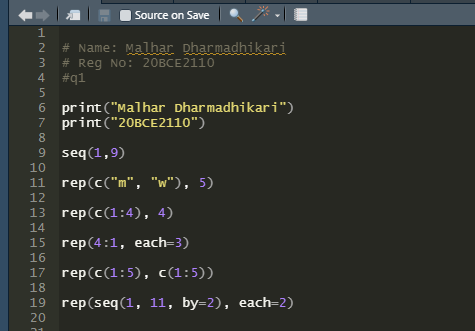 Source on Save
1
2 # Name: Malhar Dharmadhikari
3 # Reg No: 20BCE2110
4 #q1
5
6 print("Malhar Dharmadhikari")
7 print("20BCE2110")
8
9 seq(1,9)
10
11 rep(c("m", "w"), 5)
12
13 rep(c(1:4), 4)
14
15 rep(4:1, each=3)
16
17 rep(c(1:5), c(1:5))
18
19 rep(seq(1, 11, by=2), each=2)
20